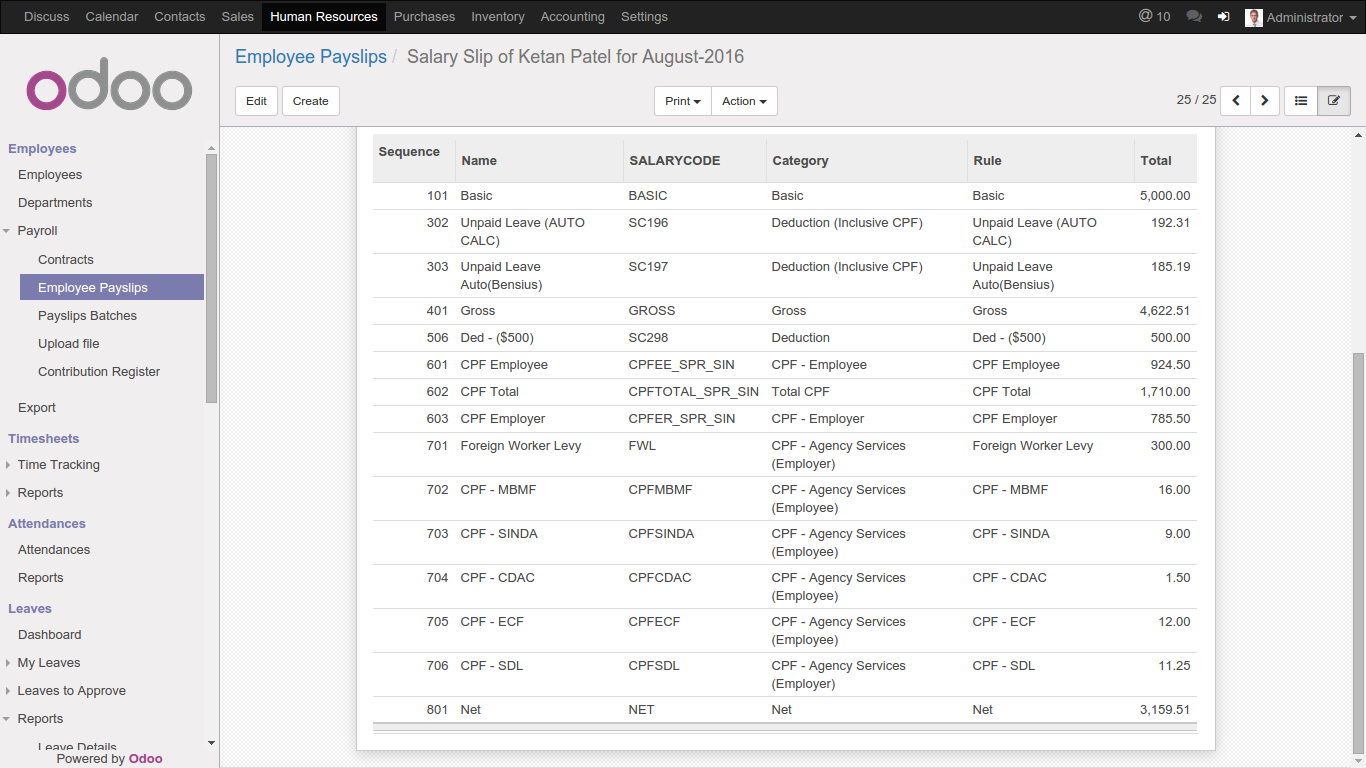 Discuss Calendar Contacts Sales Human Resources Purchases Inventory Accounting Settings @ 10 Administrator
odoo
Employees
Employees
Departments
Payroll
Contracts
Employee Payslips
Payslips Batches
Upload file
Contribution Register
Export
Timesheets
Time Tracking
Reports
Attendances
Attendances
Reports
Leaves
Dashboard
My Leaves
Leaves to Approve
Reports
Leave Details
Powered by Odoo
Employee Payslips / Salary Slip of Ketan Patel for August-2016
Edit Create Print Action 25 / 25
Sequence Name SALARYCODE Category Rule Total
101 Basic BASIC Basic Basic 5,000.00
302 Unpaid Leave (AUTO SC196 Deduction (Inclusive CPF) Unpaid Leave (AUTO 192.31
CALC) CALC)
303 Unpaid Leave SC197 Deduction (Inclusive CPF) Unpaid Leave 185.19
Auto(Bensius) Auto(Bensius)
401 Gross GROSS Gross Gross 4,622.51
506 Ded - ($500) SC298 Deduction Ded - ($500) 500.00
601 CPF Employee CPFEE_SPR_SIN CPF - Employee CPF Employee 924.50
602 CPF Total CPFTOTAL_SPR_SIN Total CPF CPF Total 1,710.00
603 CPF Employer CPFER_SPR_SIN CPF - Employer CPF Employer 785.50
701 Foreign Worker Levy FWL CPF - Agency Services Foreign Worker Levy 300.00
(Employer)
702 CPF - MBMF CPFMBMF CPF - Agency Services CPF - MBMF 16.00
(Employee)
703 CPF - SINDA CPFSINDA CPF - Agency Services CPF - SINDA 9.00
(Employee)
704 CPF - CDAC CPFCDAC CPF - Agency Services CPF - CDAC 1.50
(Employee)
705 CPF - ECF CPFECF CPF - Agency Services CPF - ECF 12.00
(Employee)
706 CPF - SDL CPFSDL CPF - Agency Services CPF - SDL 11.25
(Employer)
801 Net NET Net Net 3,159.51